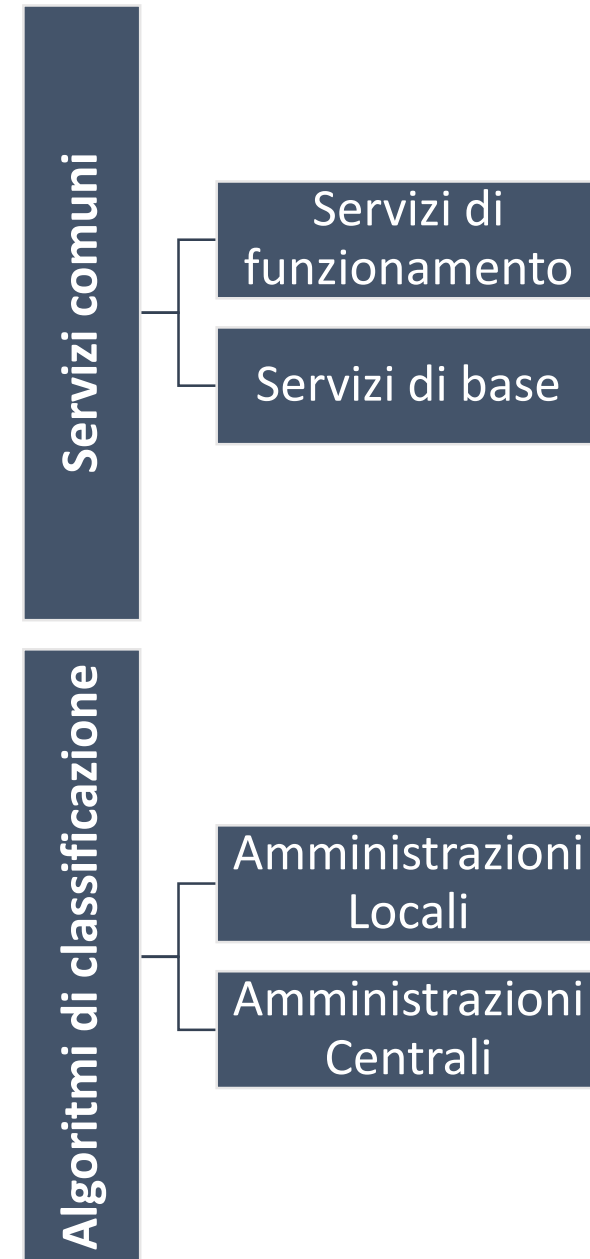 Servizi comuni
Servizi di
funzionamento
Servizi di base
Algoritmi di classificazione
Amministrazioni
Locali
Amministrazioni
Centrali